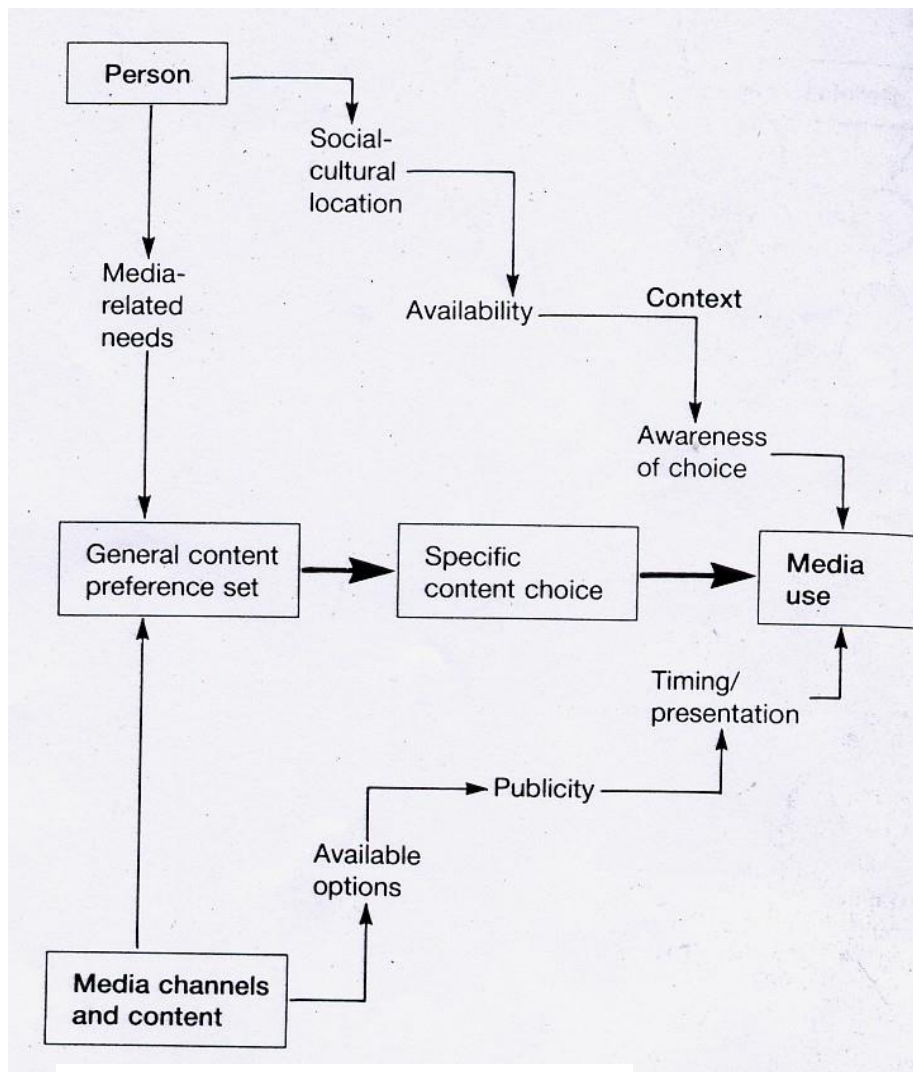 Person
Social-
cultural
location
Media-
related
needs
Availability
Context
Awareness
of choice
General content
preference set
Specific
content choice
Media
use
Timing/
presentation
Publicity
Available
options
Media channels
and content